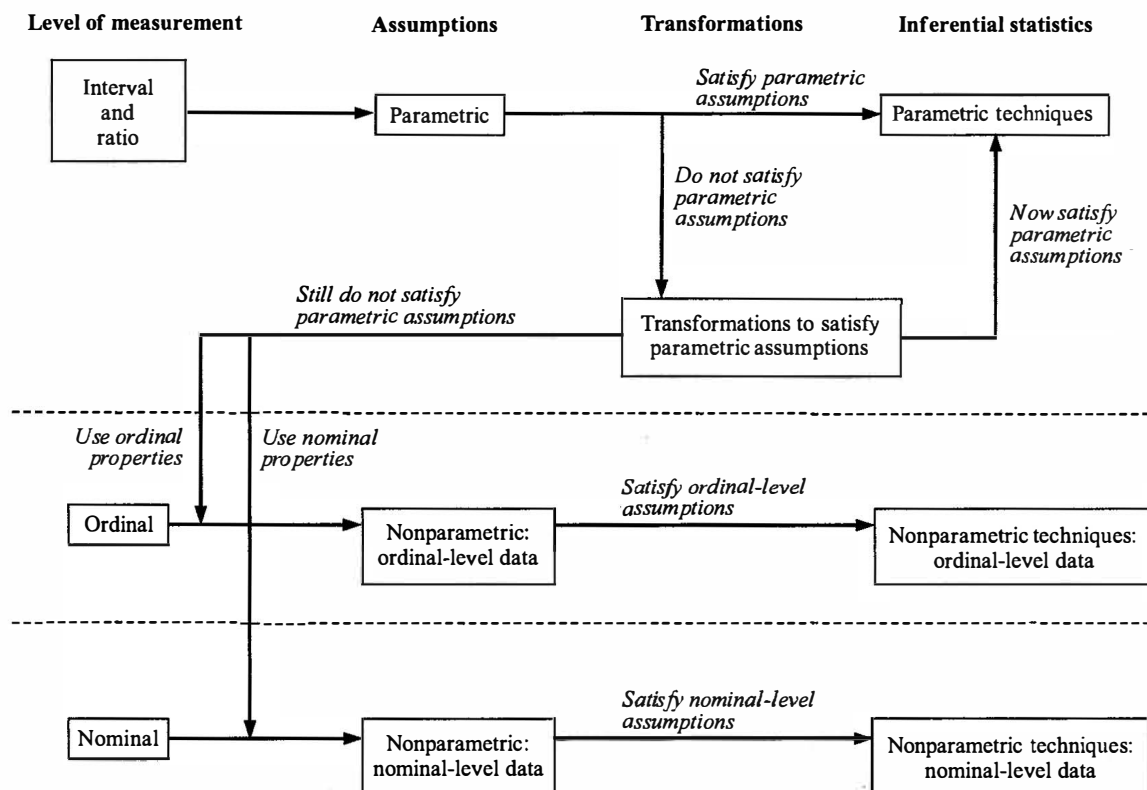 Level of measurement
Assumptions
Transformations
Inferential statistics
Interval
and
ratio
Parametric
Satisfy parametric
assumptions
Parametric techniques
Do not satisfy
parametric
assumptions
Now satisfy
parametric
assumptions
Still do not satisfy
parametric assumptions
Transformations to satisfy
parametric assumptions
Use ordinal
properties
Use nominal
properties
Ordinal
Nonparametric:
ordinal-level data
Satisfy ordinal-level
assumptions
Nonparametric techniques:
ordinal-level data
Nominal
Nonparametric:
nominal-level data
Satisfy nominal-level
assumptions
Nonparametric techniques:
nominal-level data